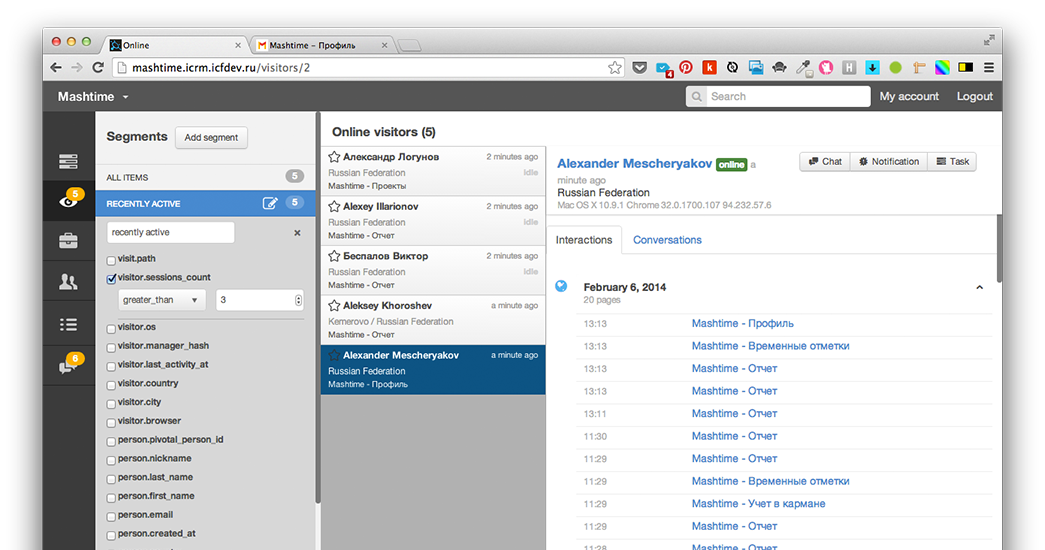 Online
Mashtime - Профиль
mashtime.icrm.icfdev.ru/visitors/2
4
Mashtime
Search
My account
Logout
5
6
Segments
Add segment
ALL ITEMS
5
RECENTLY ACTIVE
5
recently active
visit.path
visitor.sessions_count
greater_than
3
visitor.os
visitor.manager_hash
visitor.last_activity_at
visitor.country
visitor.city
visitor.browser
person.pivotal_person_id
person.nickname
person.last_name
person.first_name
person.email
person.created_at
Online visitors (5)
Александр Логунов 2 minutes ago
Russian Federation Idle
Mashtime - Проекты
Alexey Illarionov 2 minutes ago
Russian Federation Idle
Mashtime - Отчет
Беспалов Виктор 2 minutes ago
Russian Federation Idle
Mashtime - Отчет
Aleksey Khoroshev a minute ago
Kemerovo / Russian Federation
Mashtime - Отчет
Alexander Mescheryakov a minute ago
Russian Federation
Mashtime - Профиль
Alexander Mescheryakov online a
minute ago
Russian Federation
Mac OS X 10.9.1 Chrome 32.0.1700.107 94.232.57.6
Chat
Notification
Task
Interactions
Conversations
February 6, 2014
20 pages
13:13 Mashtime - Профиль
13:13 Mashtime - Временные отметки
13:13 Mashtime - Отчет
13:13 Mashtime - Отчет
13:11 Mashtime - Отчет
11:30 Mashtime - Отчет
11:29 Mashtime - Отчет
11:29 Mashtime - Временные отметки
11:29 Mashtime - Учет в кармане
11:29 Mashtime - Отчет
11:28 Mashtime - Отчет